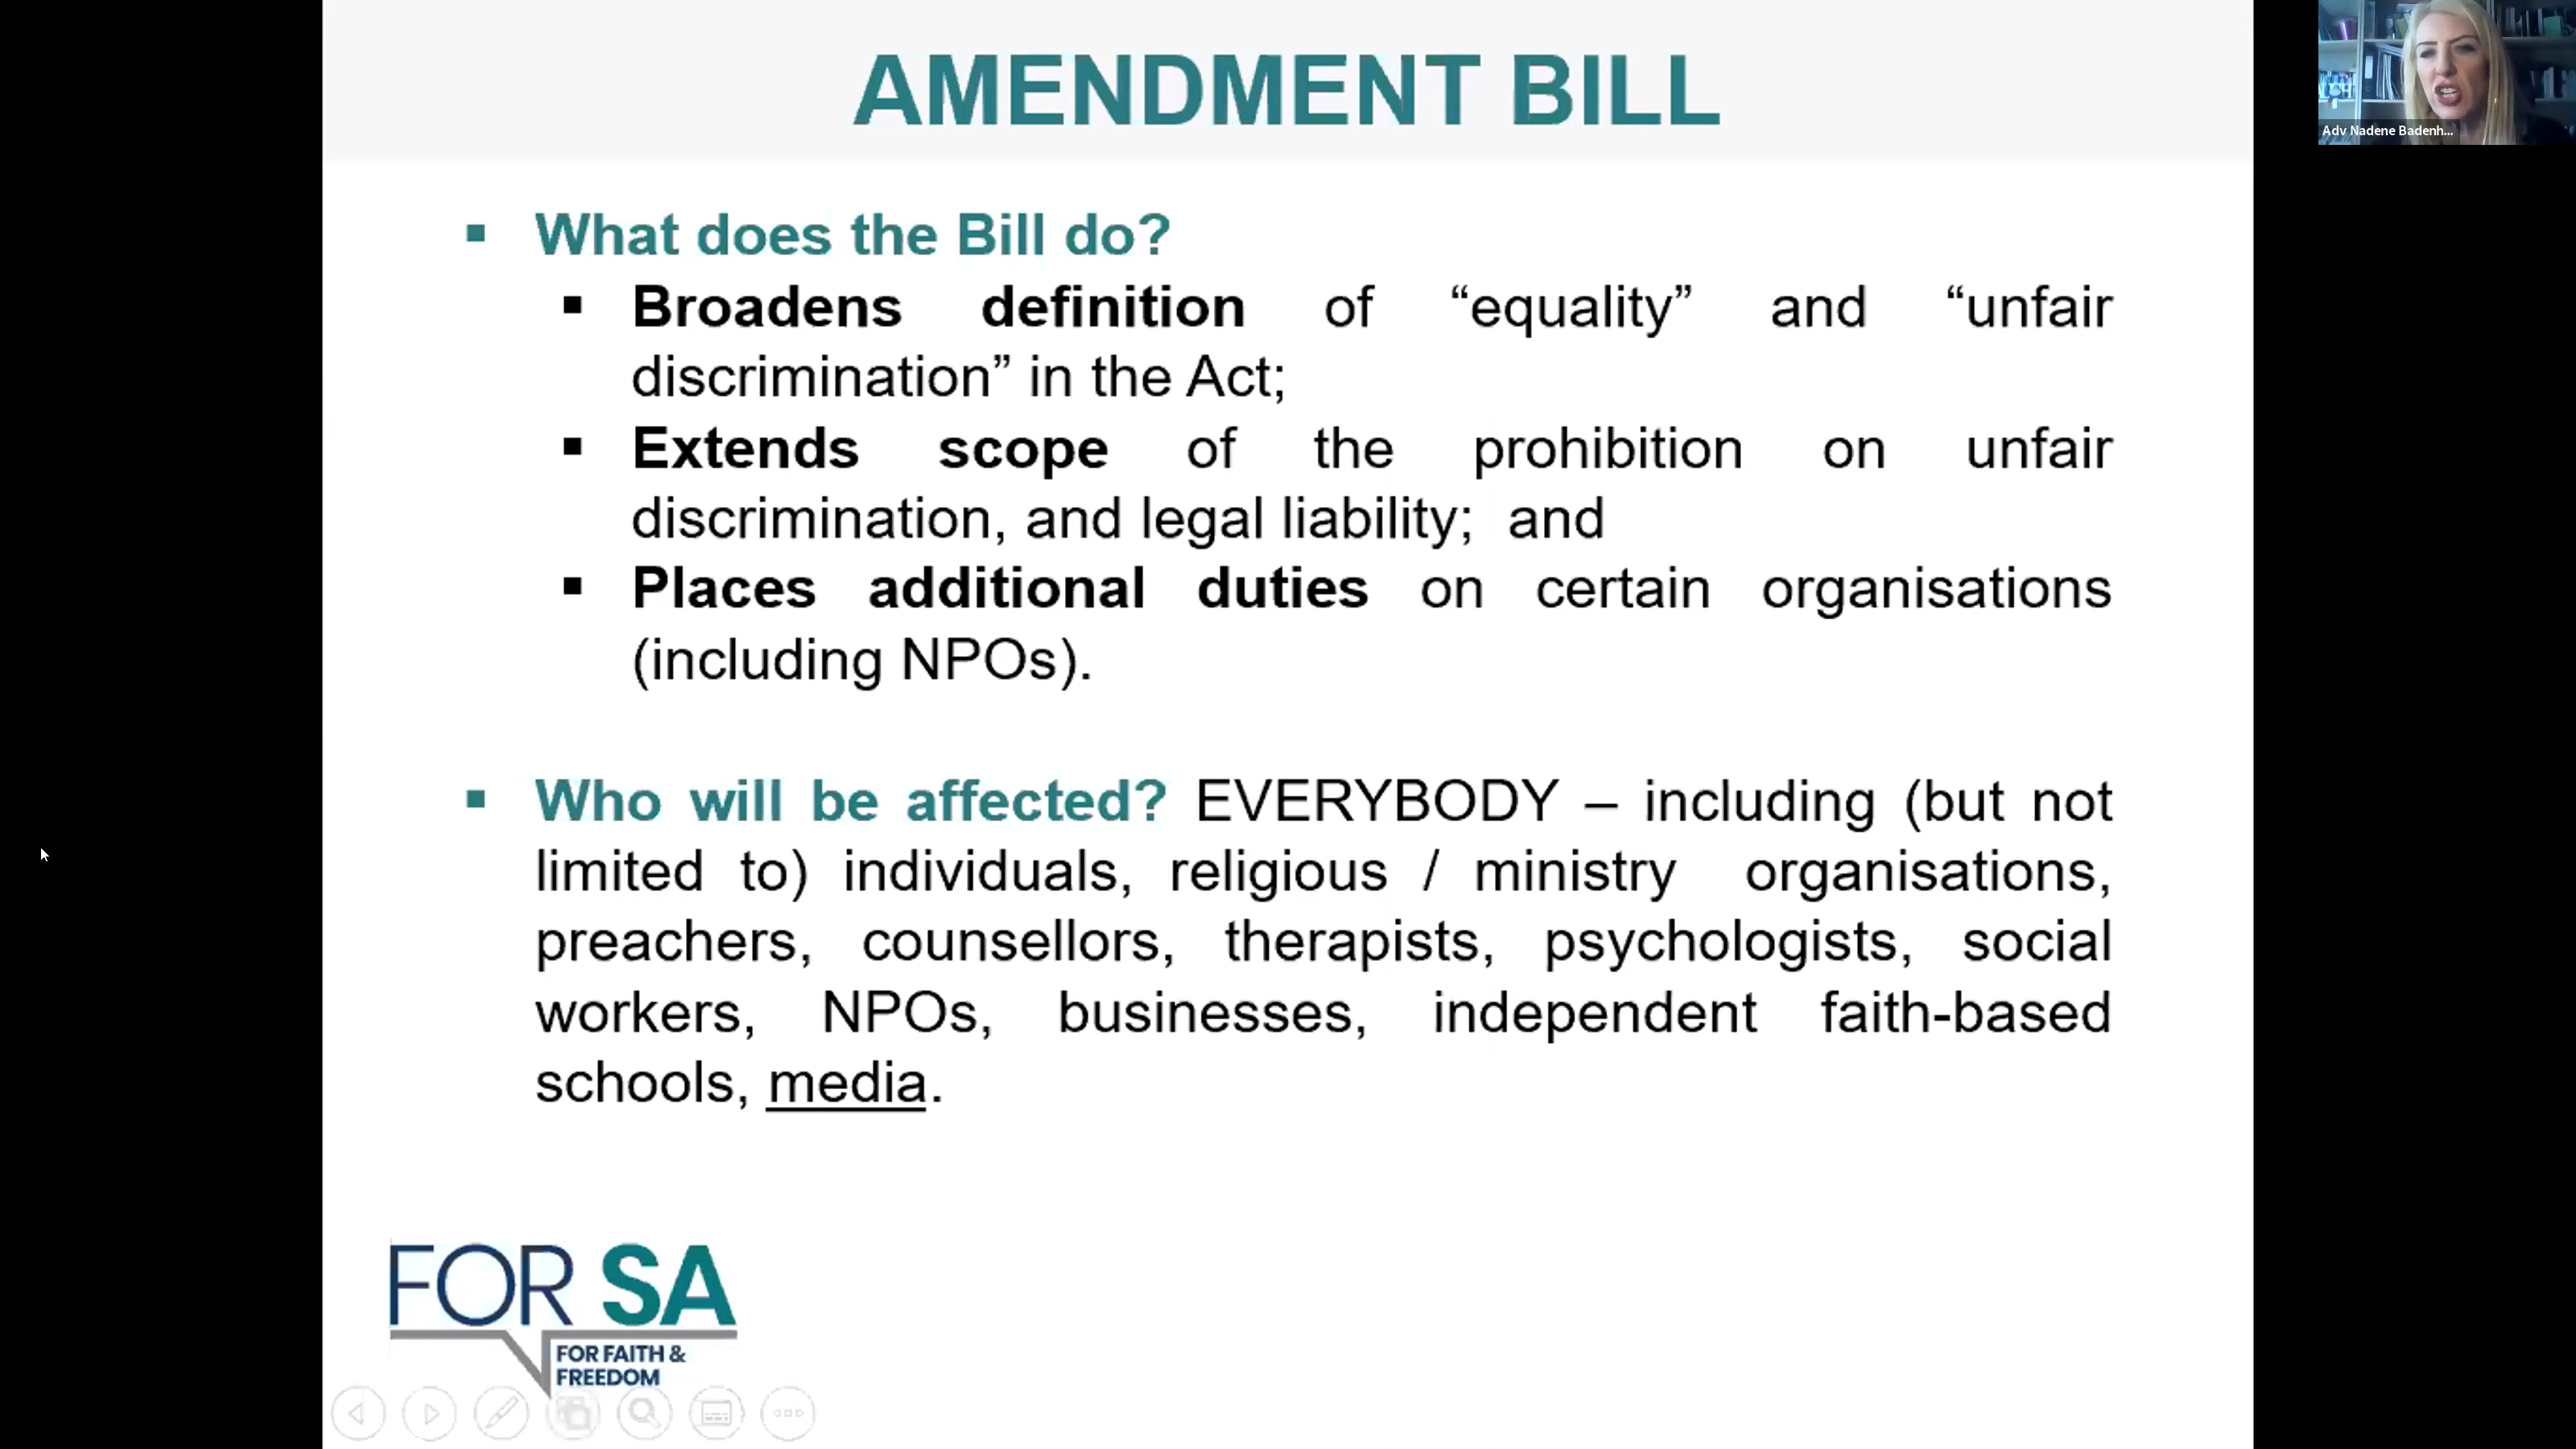 AMENDMENT BILL
Adv Nadene Badenh...
▪ What does the Bill do?
▪ Broadens definition of “equality” and “unfair
discrimination” in the Act;
▪ Extends scope of the prohibition on unfair
discrimination, and legal liability; and
▪ Places additional duties on certain organisations
(including NPOs).
▪ Who will be affected? EVERYBODY – including (but not
limited to) individuals, religious / ministry organisations,
preachers, counsellors, therapists, psychologists, social
workers, NPOs, businesses, independent faith-based
schools, media.
FOR SA
FOR FAITH &
FREEDOM